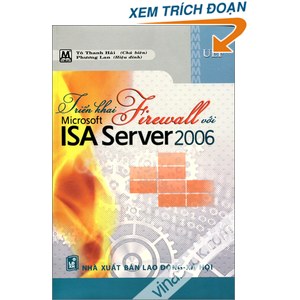 XEM TRÍCH ĐOẠN
Tô Thanh Hải (Chủ biên)
Phương Lan (Hiệu đính)
Triển khai Firewall với
Microsoft
ISA Server 2006
NHÀ XUẤT BẢN LAO ĐỘNG - XÃ HỘI